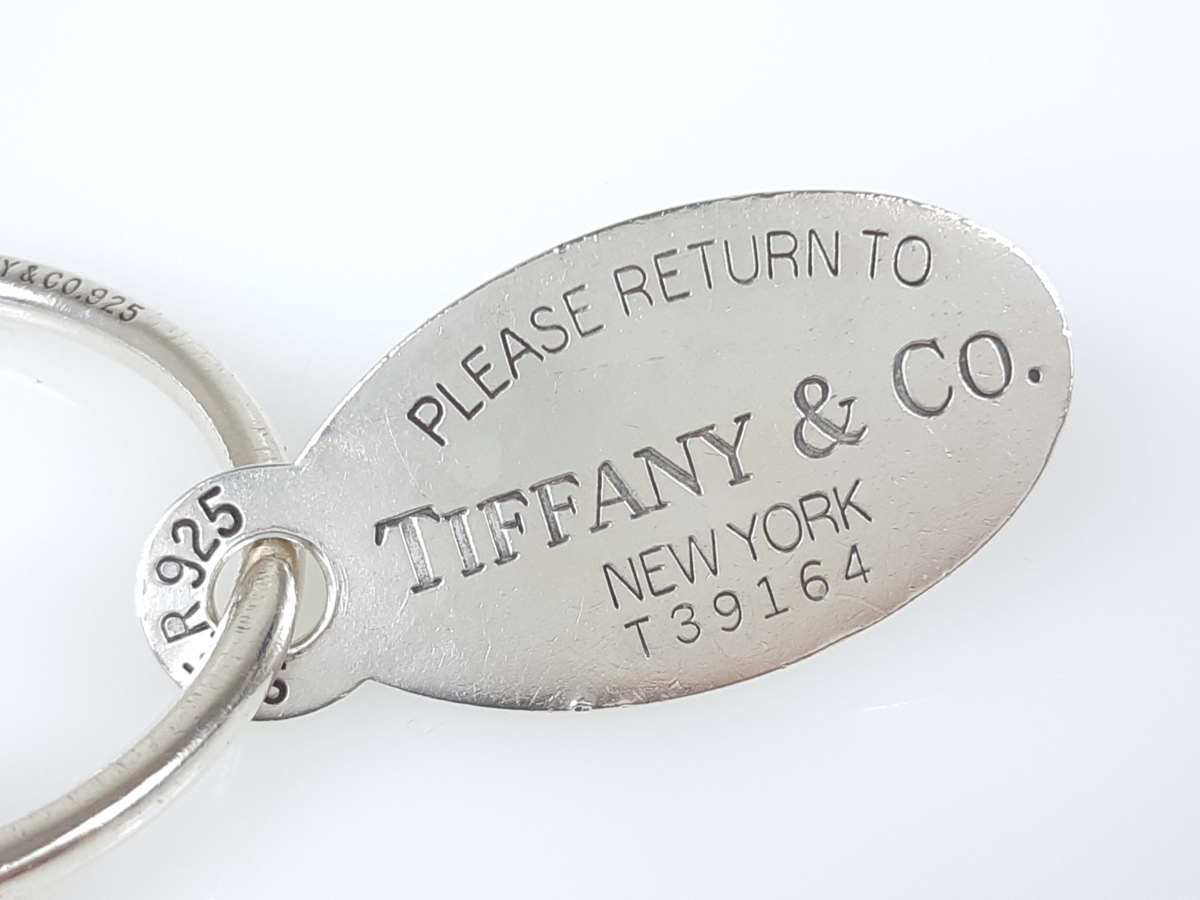 Y & CO. 925
R 925
PLEASE RETURN TO
TIFFANY & CO.
NEW YORK
T39164